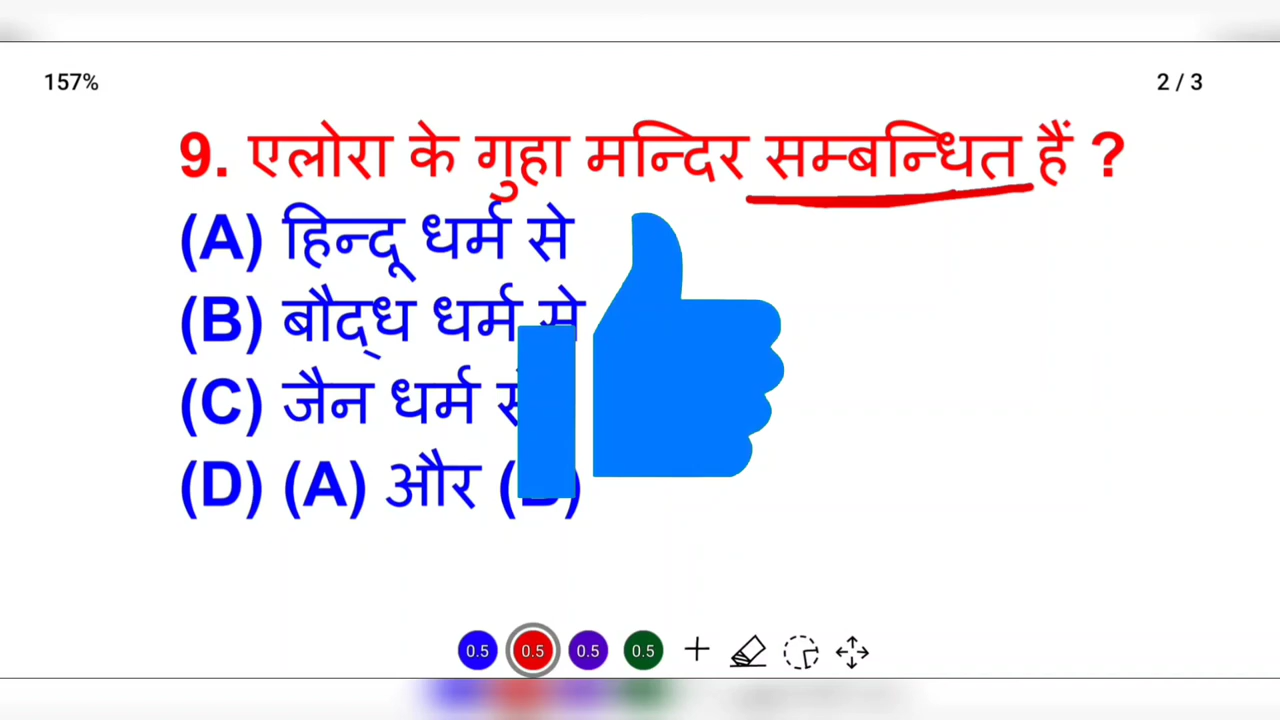 157%
2 / 3
9. एलोरा के गुहा मन्दिर सम्बन्धित हैं ?
(A) हिन्दू धर्म से
(B) बौद्ध धर्म से
(C) जैन धर्म
(D) (A) और
0.5 0.5 0.5 0.5